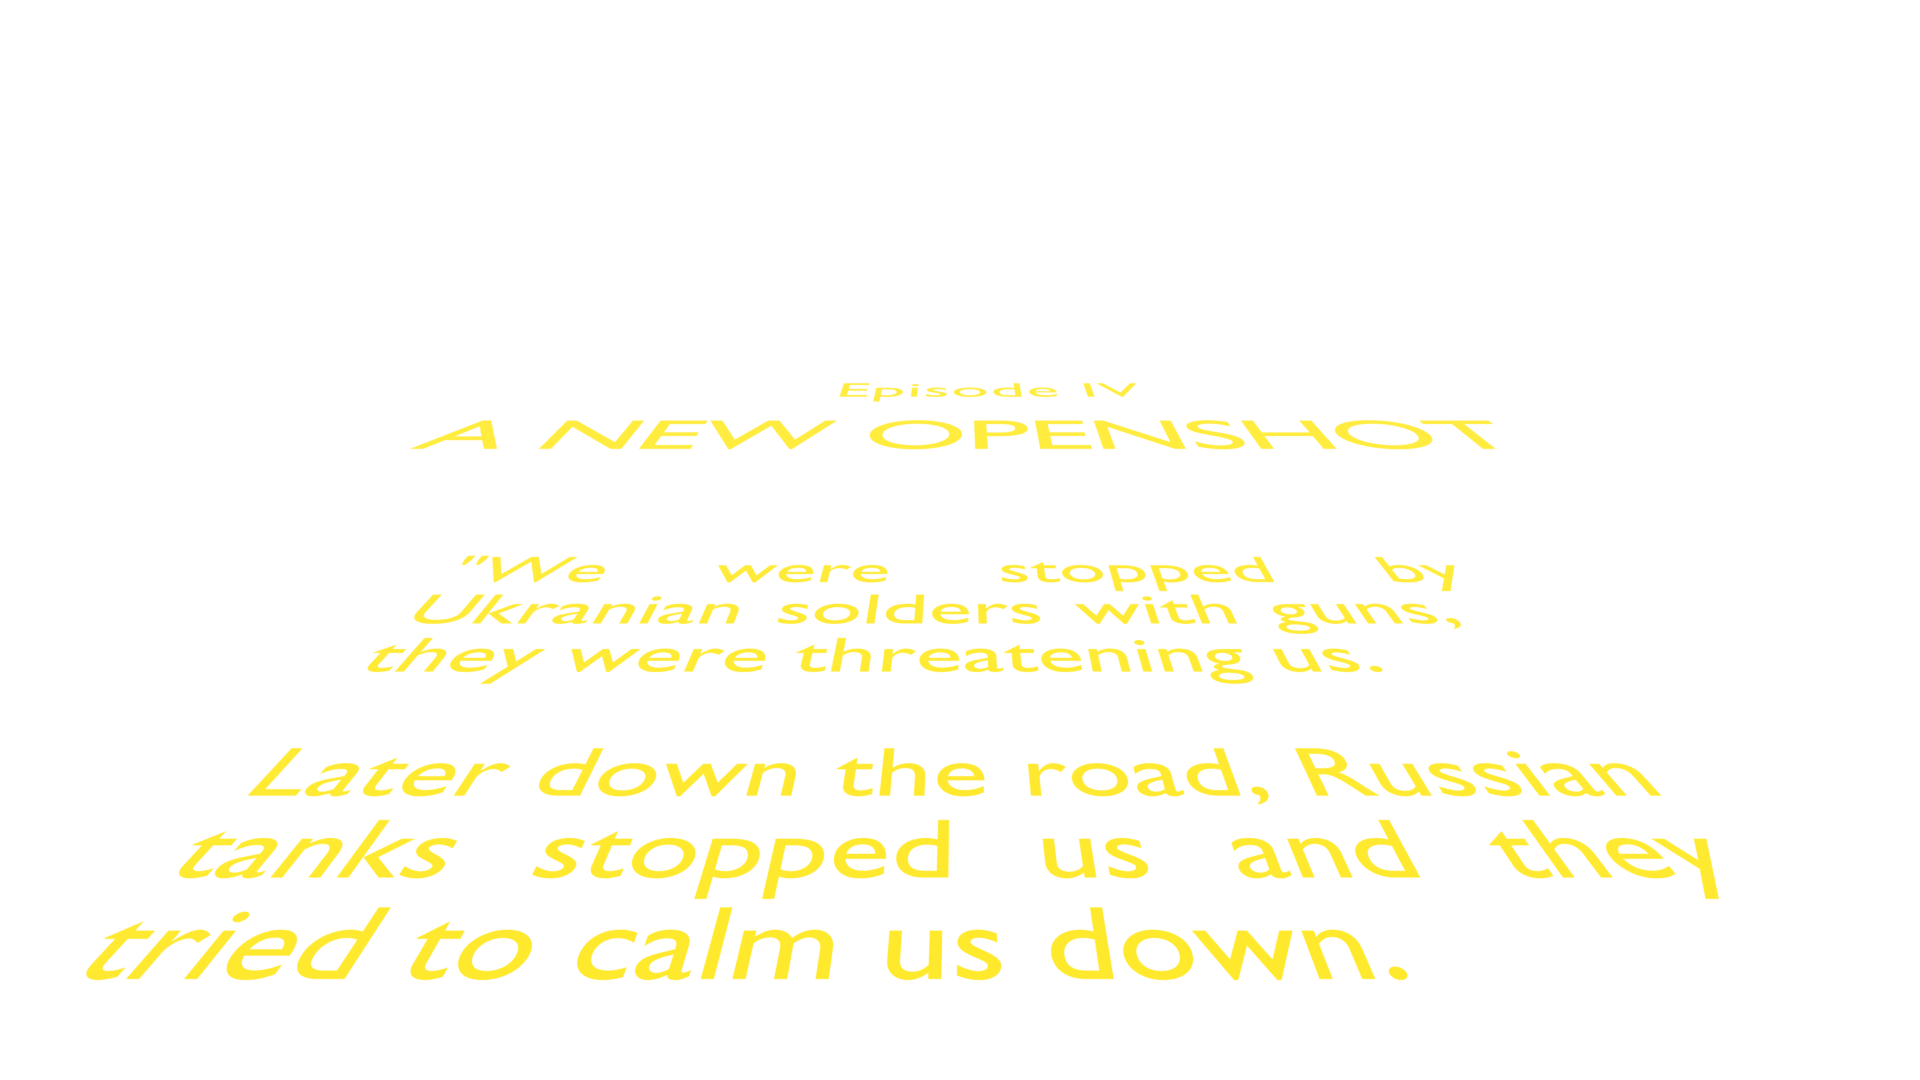 Episode IV
A NEW OPENSHOT
"We were stopped by
Ukranian solders with guns,
they were threatening us.
Later down the road, Russian
tanks stopped us and they
tried to calm us down.